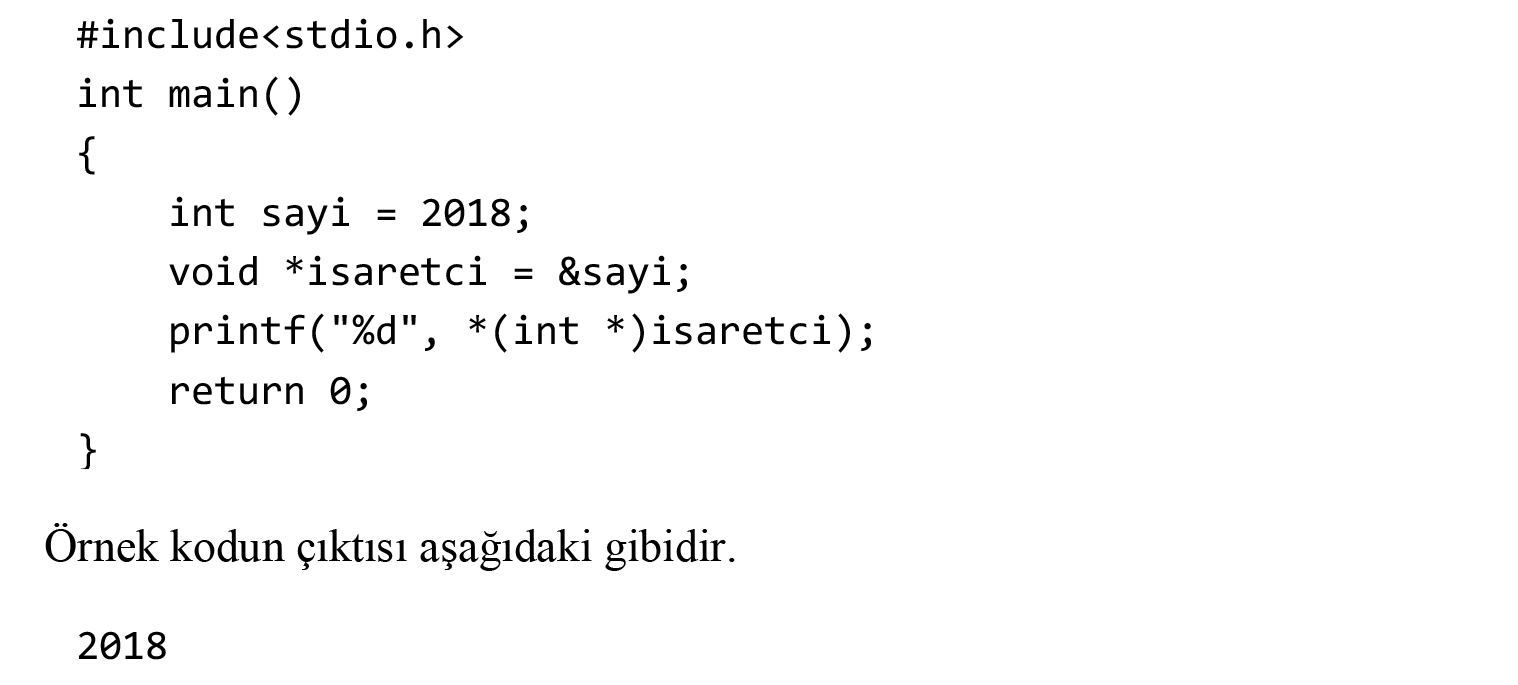 #include<stdio.h>
int main()
{
    int sayi = 2018;
    void *isaretci = &sayi;
    printf("%d", *(int *)isaretci);
    return 0;
}
Örnek kodun çıktısı aşağıdaki gibidir.
2018